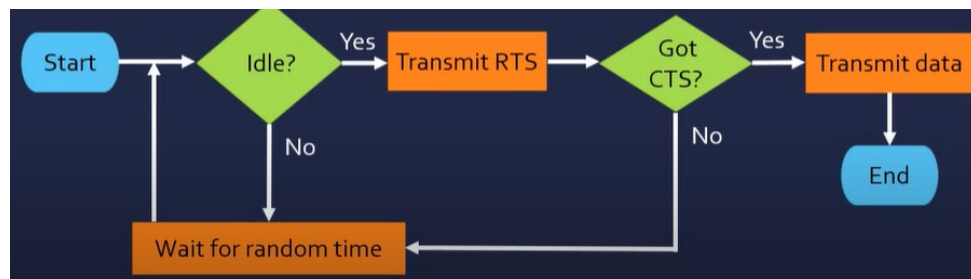 Start
Idle?
Yes
Transmit RTS
Got
CTS?
Yes
Transmit data
No
No
End
Wait for random time